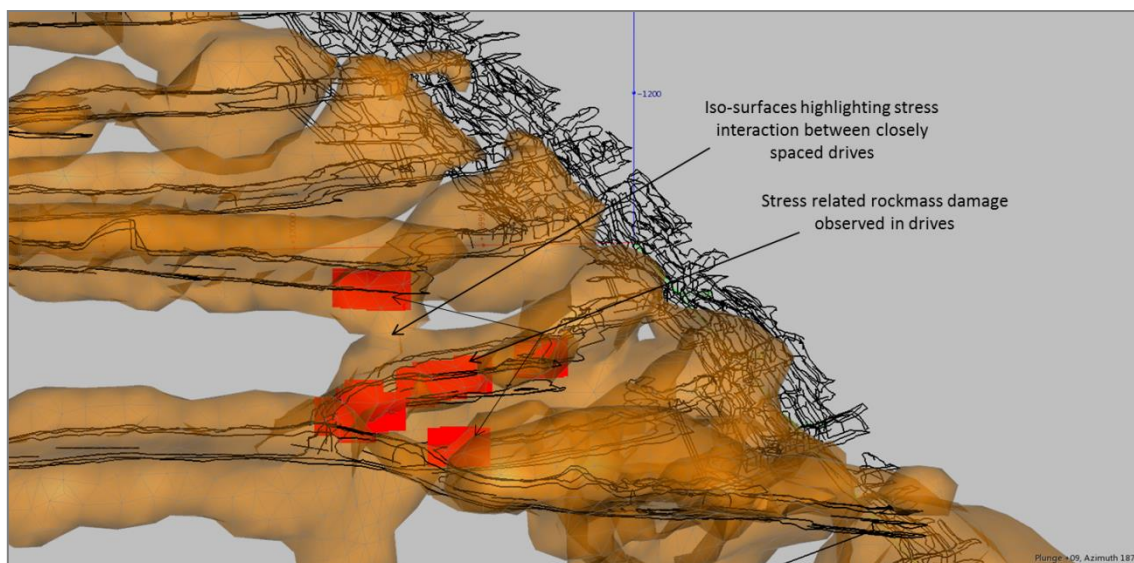 -1200
Iso-surfaces highlighting stress
interaction between closely
spaced drives
Stress related rockmass damage
observed in drives
Plunge +09, Azimuth 187